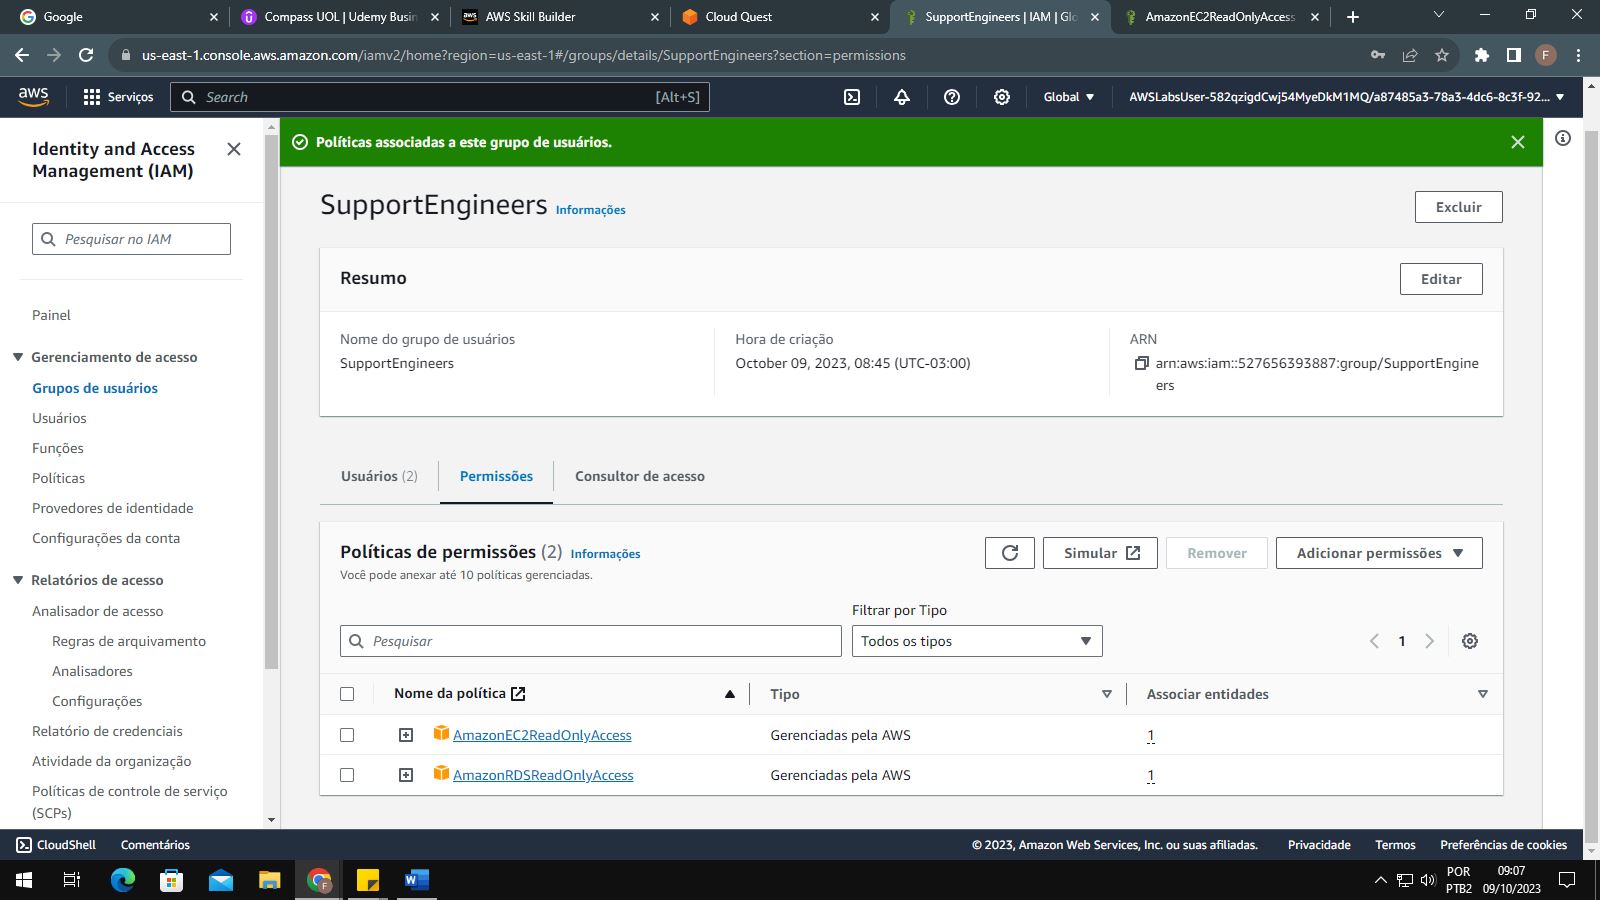 Google
Compass UOL | Udemy Busin
AWS Skill Builder
Cloud Quest
SupportEngineers | IAM | Glo
AmazonEC2ReadOnlyAccess
us-east-1.console.aws.amazon.com/iamv2/home?region=us-east-1#/groups/details/SupportEngineers?section=permissions
F
aws
Serviços
Search
[Alt+S]
Global
AWSLabsUser-582qzigdCwj54MyeDkM1MQ/a87485a3-78a3-4dc6-8c3f-92...
Identity and Access
Management (IAM)
Pesquisar no IAM
Painel
Gerenciamento de acesso
Grupos de usuários
Usuários
Funções
Políticas
Provedores de identidade
Configurações da conta
Relatórios de acesso
Analisador de acesso
Regras de arquivamento
Analisadores
Configurações
Relatório de credenciais
Atividade da organização
Políticas de controle de serviço
(SCPs)
Políticas associadas a este grupo de usuários.
SupportEngineers Informações
Excluir
Resumo
Editar
Nome do grupo de usuários
SupportEngineers
Hora de criação
October 09, 2023, 08:45 (UTC-03:00)
ARN
arn:aws:iam::527656393887:group/SupportEngine
ers
Usuários (2)
Permissões
Consultor de acesso
Políticas de permissões (2) Informações
Você pode anexar até 10 políticas gerenciadas.
Simular
Remover
Adicionar permissões
Filtrar por Tipo
Pesquisar
Todos os tipos
1
Nome da política
Tipo
Associar entidades
AmazonEC2ReadOnlyAccess
Gerenciadas pela AWS
1
AmazonRDSReadOnlyAccess
Gerenciadas pela AWS
1
CloudShell
Comentários
© 2023, Amazon Web Services, Inc. ou suas afiliadas.
Privacidade
Termos
Preferências de cookies
POR
PTB2
09:07
09/10/2023